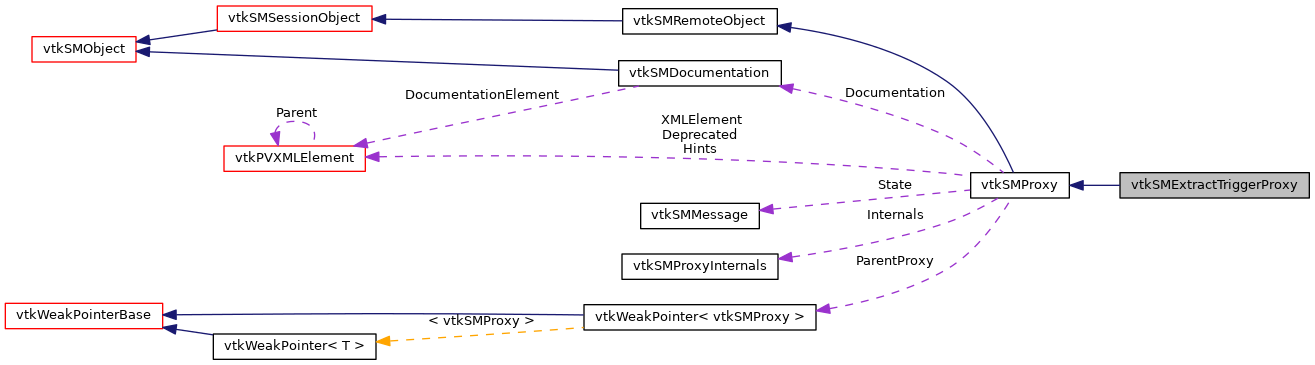 vtkSMSessionObject
vtkSMRemoteObject
vtkSMObject
vtkSMDocumentation
DocumentationElement
Documentation
Parent
XMLElement
Deprecated
Hints
vtkPVXMLElement
vtkSMProxy
vtkSMExtractTriggerProxy
State
vtkSMMessage
Internals
vtkSMProxyInternals
ParentProxy
vtkWeakPointerBase
< vtkSMProxy >
vtkWeakPointer< vtkSMProxy >
vtkWeakPointer< T >